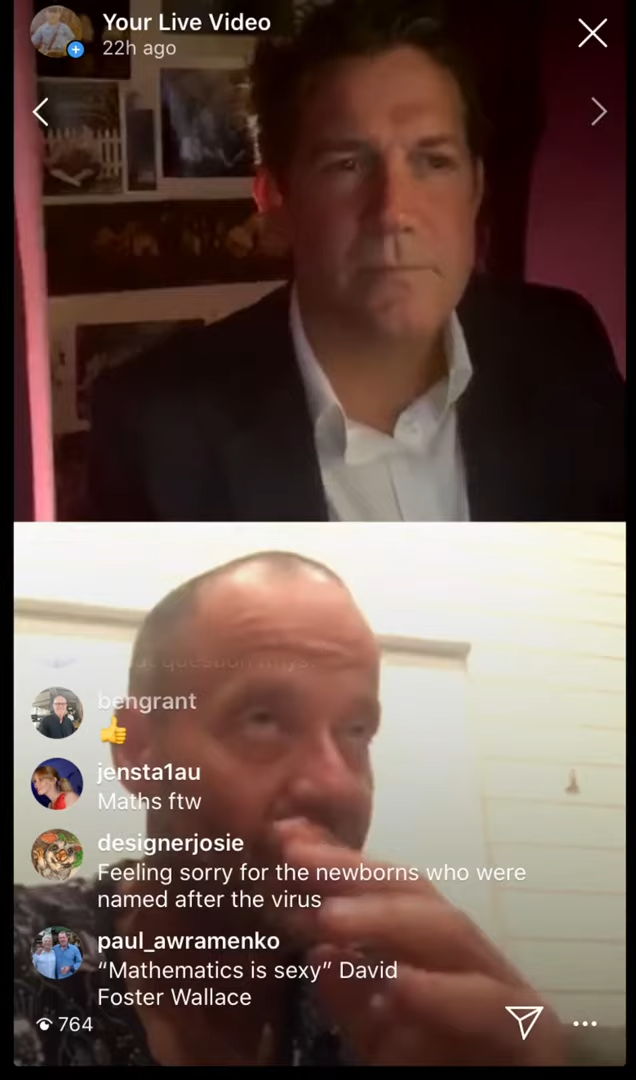 Your Live Video
22h ago
bengrant
👍
jensta1au
Maths ftw
designerjosie
Feeling sorry for the newborns who were
named after the virus
paul_awramenko
“Mathematics is sexy” David
Foster Wallace
764